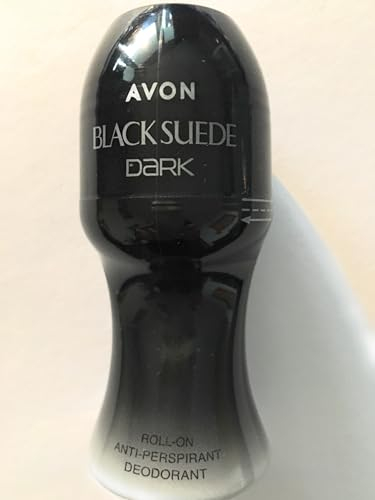 AVON
BLACK SUEDE
DARK
ROLL-ON
ANTI-PERSPIRANT
DEODORANT